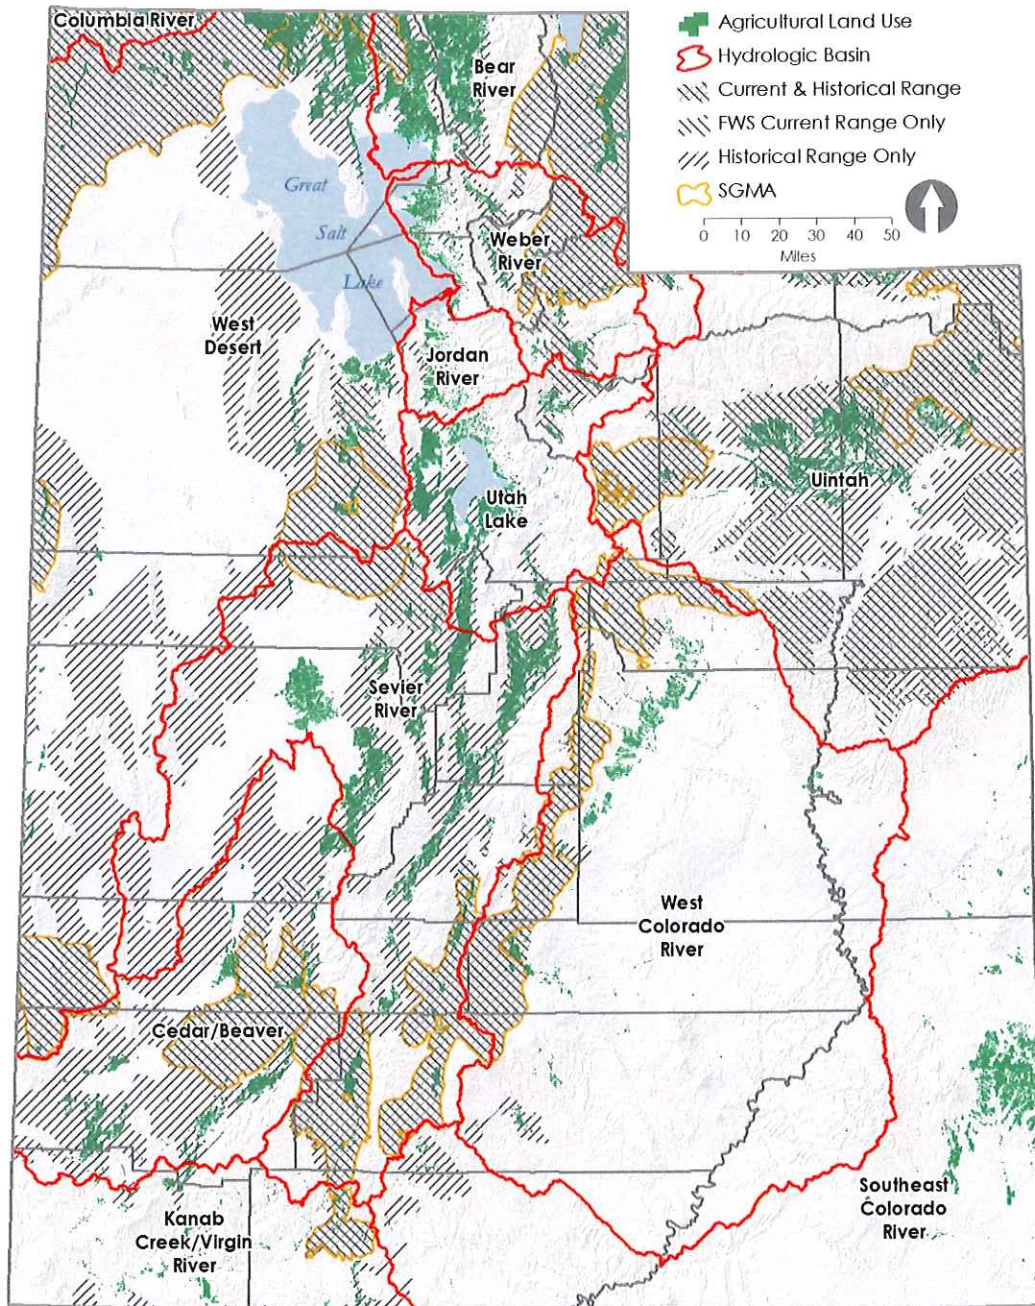 Columbia River
Bear
River
Agricultural Land Use
Hydrologic Basin
Current & Historical Range
FWS Current Range Only
Historical Range Only
SGMA
0 10 20 30 40 50
Miles
Great
Salt
Lake
Weber
River
West
Desert
Jordan
River
Utah
Lake
Uintah
Sevier
River
West
Colorado
River
Cedar/Beaver
Southeast
Colorado
River
Kanab
Creek/Virgin
River